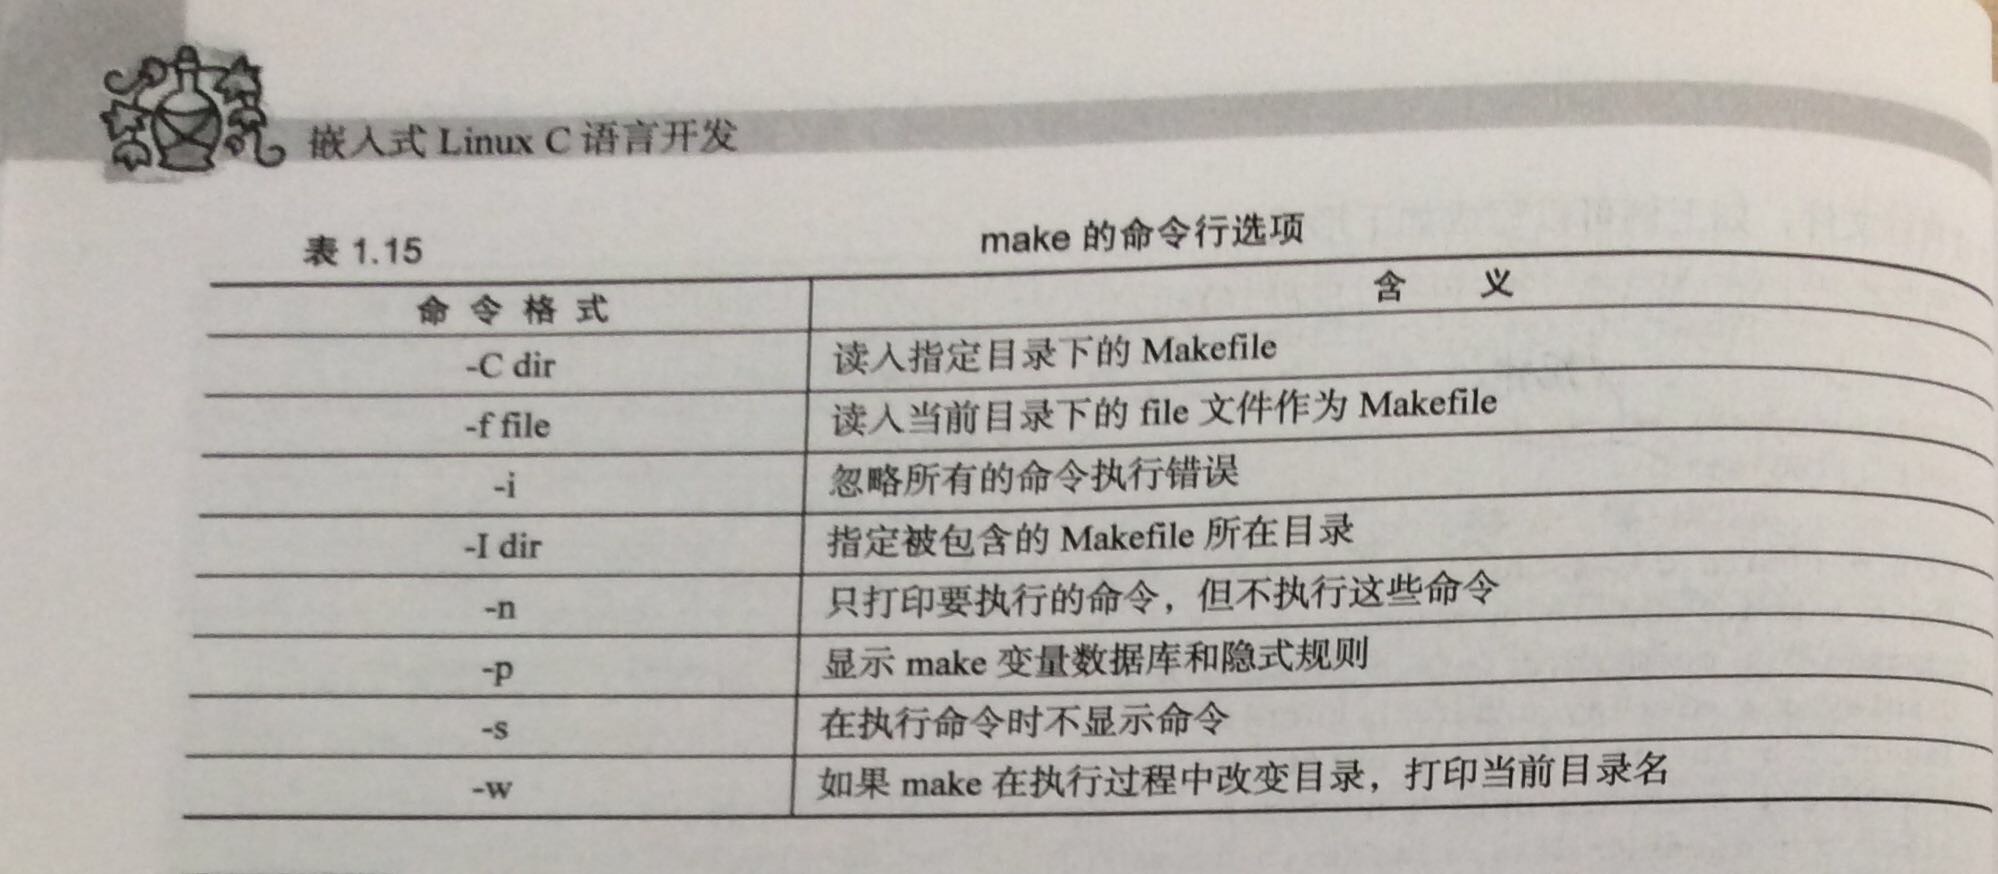 嵌入式 Linux C 语言开发
表 1.15 make 的命令行选项
命 令 格 式 含 义
-C dir 读入指定目录下的 Makefile
-f file 读入当前目录下的 file 文件作为 Makefile
-i 忽略所有的命令执行错误
-I dir 指定被包含的 Makefile 所在目录
-n 只打印要执行的命令，但不执行这些命令
-p 显示 make 变量数据库和隐式规则
-s 在执行命令时不显示命令
-w 如果 make 在执行过程中改变目录，打印当前目录名